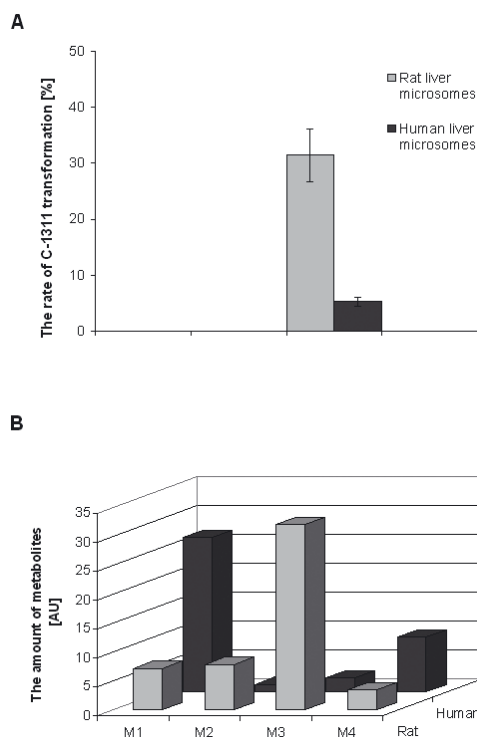 A
The rate of C-1311 transformation [%]
50
40
30
20
10
0
Rat liver
microsomes
Human liver
microsomes
B
The amount of metabolites
[AU]
35
30
25
20
15
10
5
0
M1
M2
M3
M4
Rat
Human